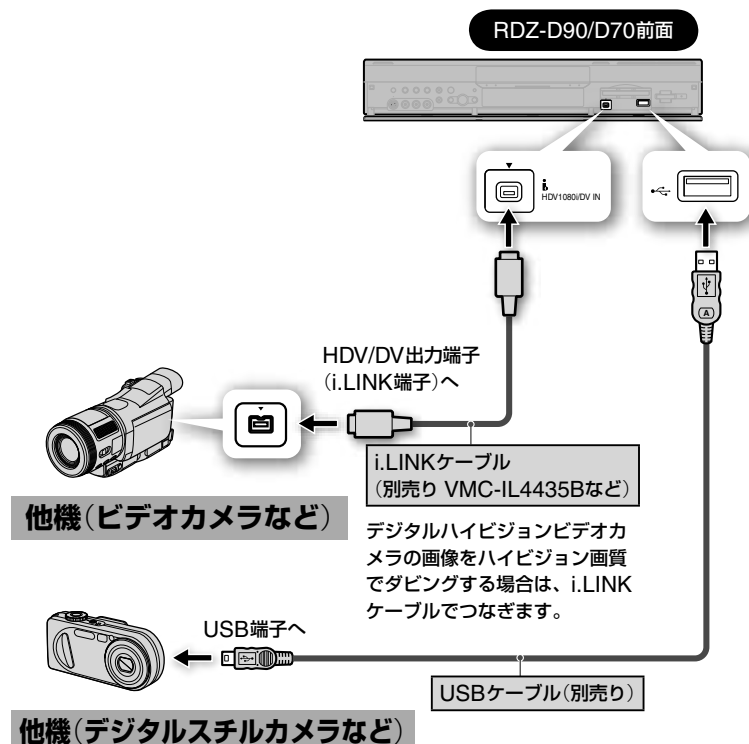 RDZ-D90/D70前面
HDV1080i/DV IN
HDV/DV出力端子
（i.LINK端子）へ
i.LINKケーブル
（別売り VMC-IL4435Bなど）
他機（ビデオカメラなど）
デジタルハイビジョンビデオカ
メラの画像をハイビジョン画質
でダビングする場合は、i.LINK
ケーブルでつなぎます。
A
USB端子へ
USBケーブル（別売り）
他機（デジタルスチルカメラなど）